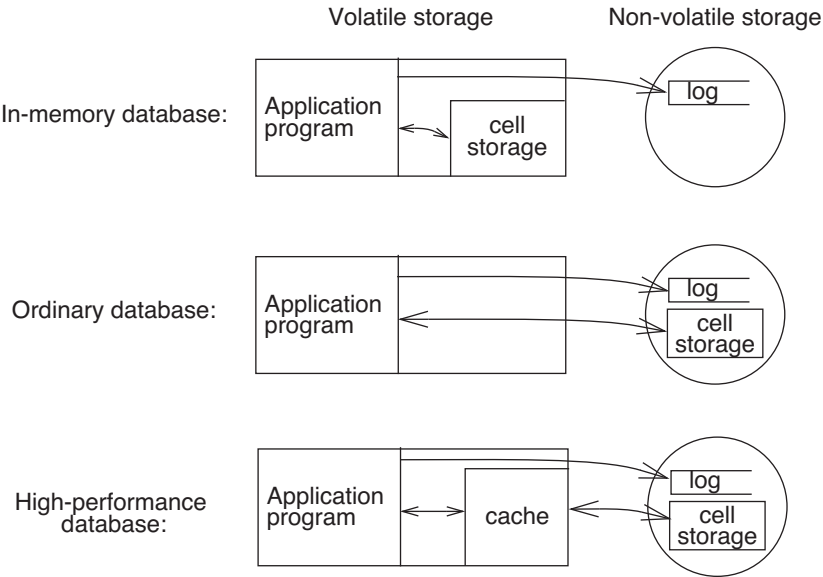 Volatile storage
Non-volatile storage
In-memory database:
Application
program
cell
storage
log
Ordinary database:
Application
program
log
cell
storage
High-performance
database:
Application
program
cache
log
cell
storage